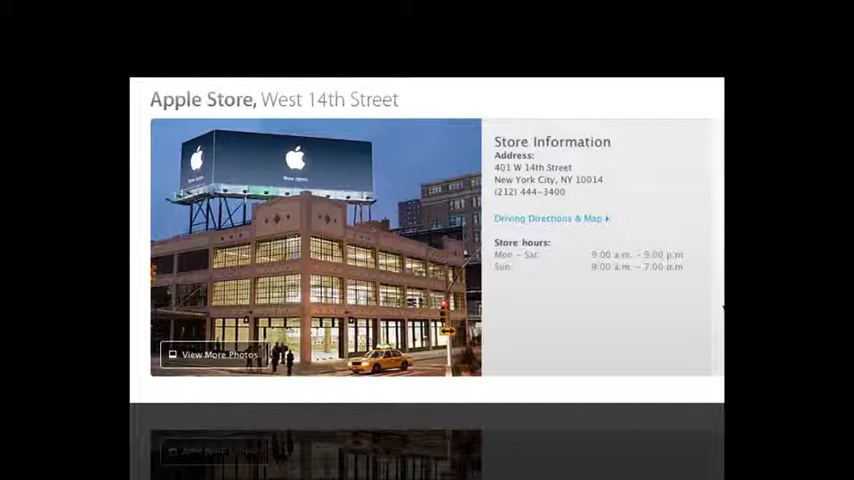 Apple Store, West 14th Street
Now open.
Store Information
Address:
401 W 14th Street
New York City, NY 10014
(212) 444-3400
Driving Directions & Map
Store hours:
Mon - Sat: 9:00 a.m. - 9:00 p.m
Sun: 9:00 a.m. - 7:00 p.m
View More Photos